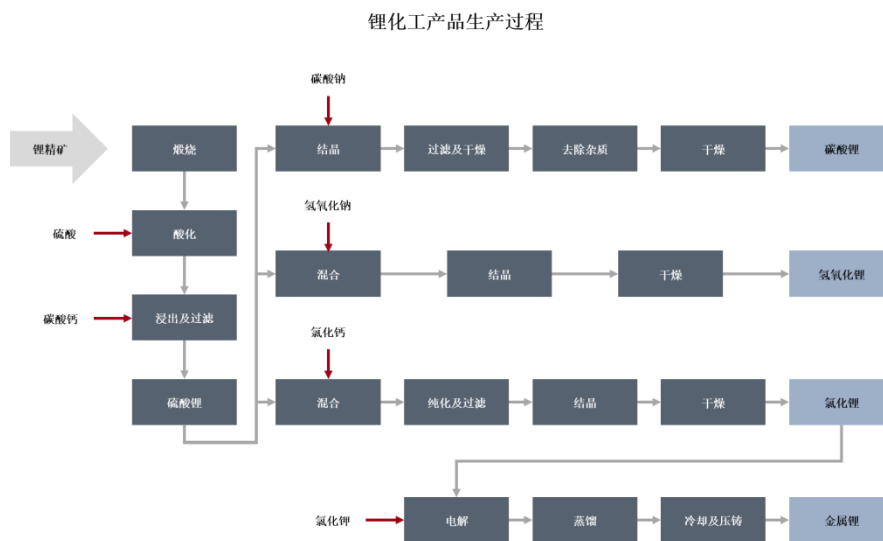 锂化工产品生产过程
碳酸钠
锂精矿
煅烧
结晶
过滤及干燥
去除杂质
干燥
碳酸锂
硫酸
酸化
氢氧化钠
混合
结晶
干燥
氢氧化锂
碳酸钙
浸出及过滤
氯化钙
硫酸锂
混合
纯化及过滤
结晶
干燥
氯化锂
氯化钾
电解
蒸馏
冷却及压铸
金属锂